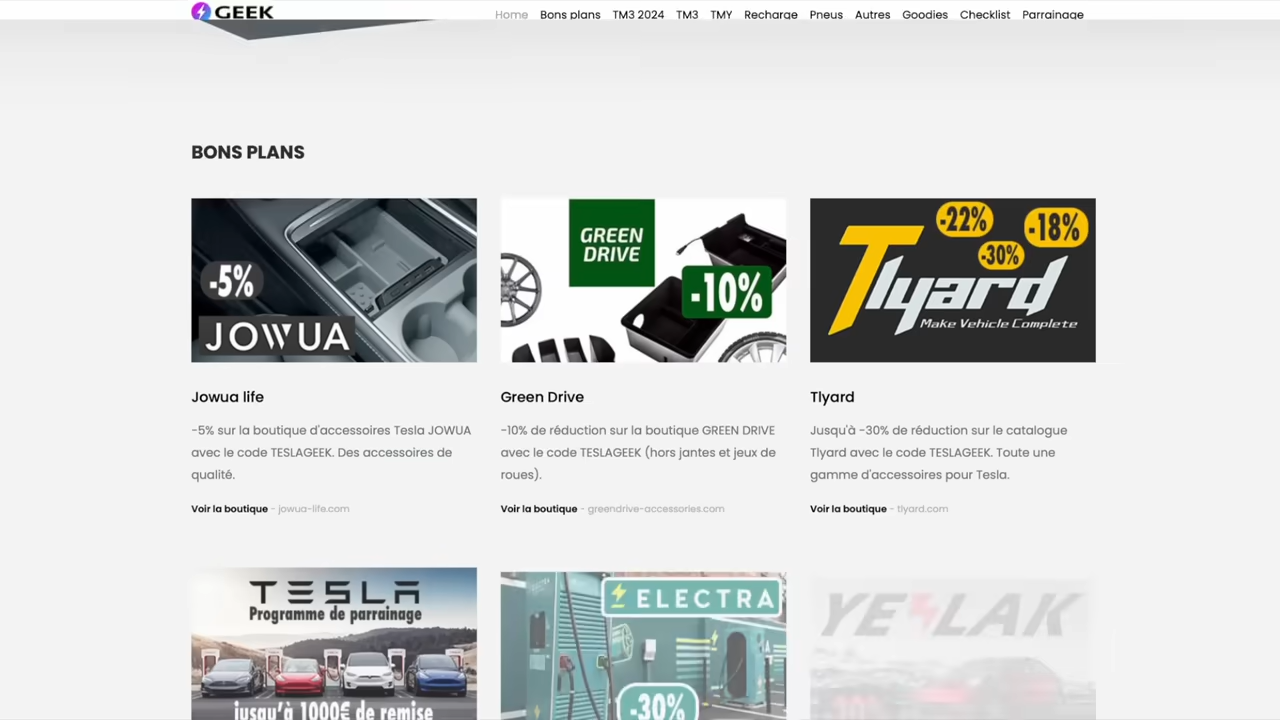 GEEK
Home Bons plans TM3 2024 TM3 TMY Recharge Pneus Autres Goodies Checklist Parrainage
BONS PLANS
-5%
JOWUA
GREEN
DRIVE
-10%
-22%
-18%
-30%
Tlyard
Make Vehicle Complete
Jowua life
-5% sur la boutique d'accessoires Tesla JOWUA
avec le code TESLAGEEK. Des accessoires de
qualité.
Voir la boutique - jowua-life.com
Green Drive
-10% de réduction sur la boutique GREEN DRIVE
avec le code TESLAGEEK (hors jantes et jeux de
roues).
Voir la boutique - greendrive-accessories.com
Tlyard
Jusqu'à -30% de réduction sur le catalogue
Tlyard avec le code TESLAGEEK. Toute une
gamme d'accessoires pour Tesla.
Voir la boutique - tlyard.com
TESLA
Programme de parrainage
jusqu'à 1000€ de remise
ELECTRA
-30%
YESLAK